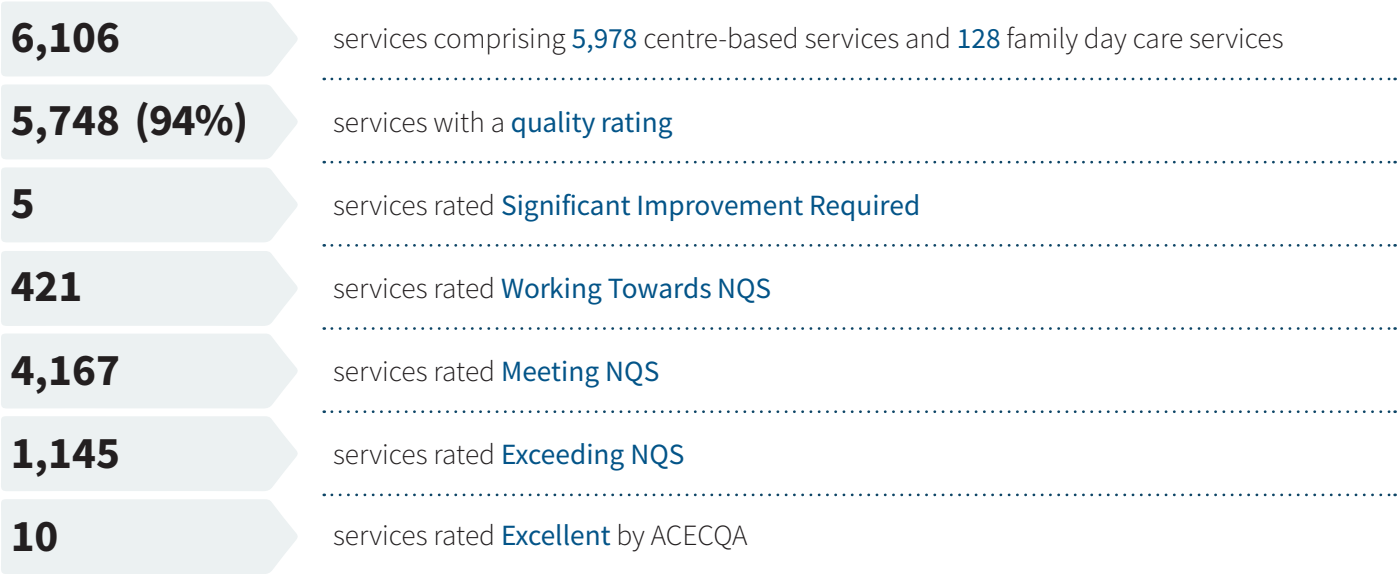 6,106 services comprising 5,978 centre-based services and 128 family day care services
5,748 (94%) services with a quality rating
5 services rated Significant Improvement Required
421 services rated Working Towards NQS
4,167 services rated Meeting NQS
1,145 services rated Exceeding NQS
10 services rated Excellent by ACECQA